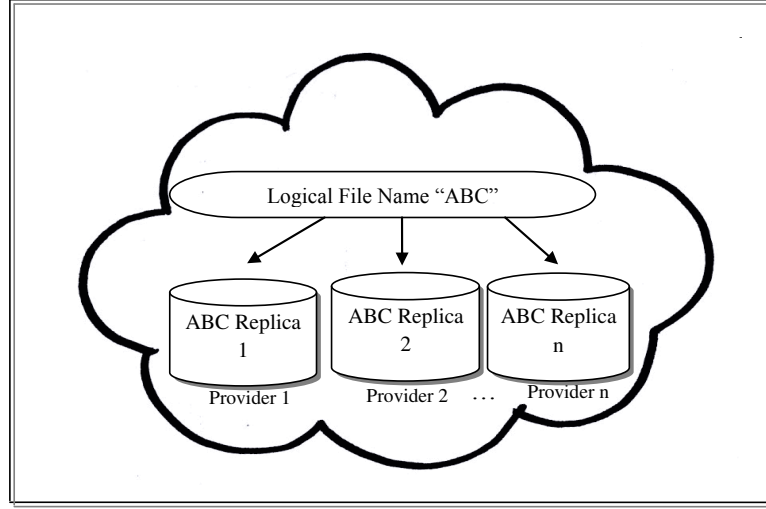 Logical File Name “ABC”
ABC Replica
1
ABC Replica
2
ABC Replica
n
Provider 1
Provider 2
...
Provider n